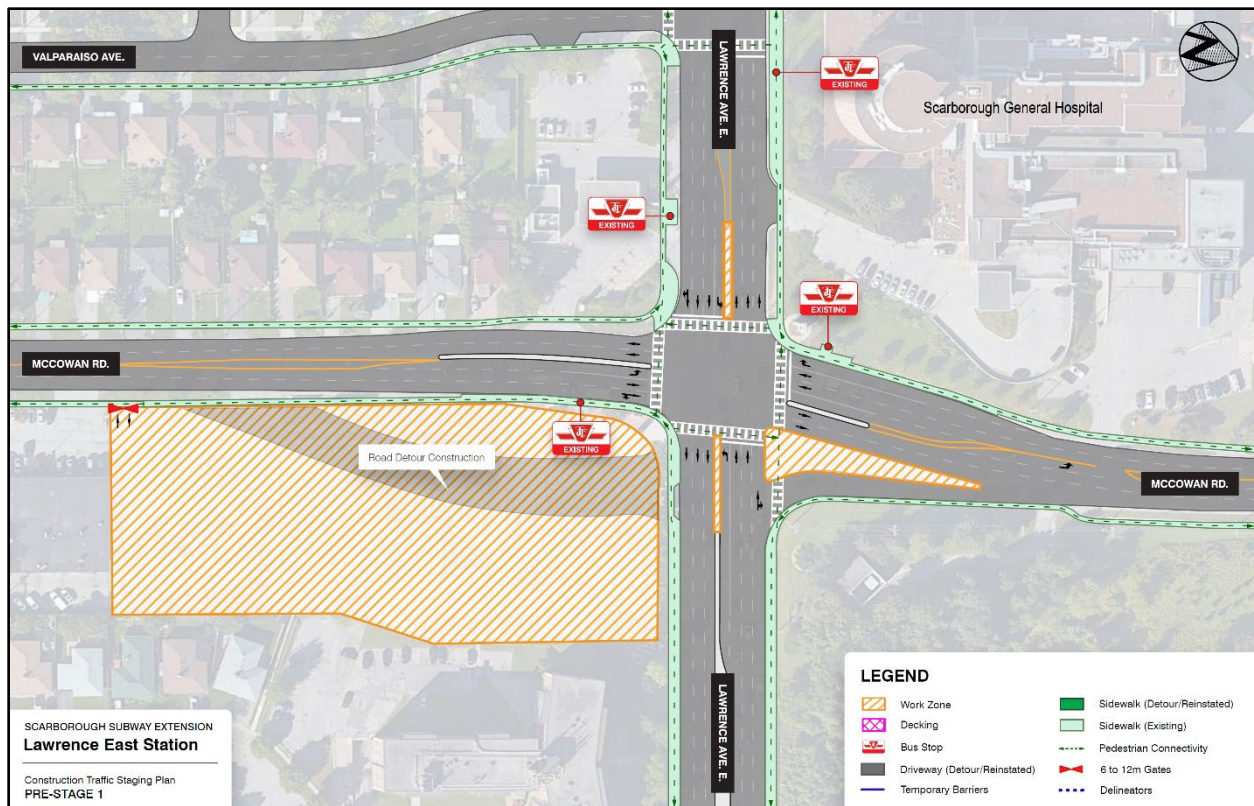 VALPARAISO AVE.
LAWRENCE AVE. E.
EXISTING
Scarborough General Hospital
EXISTING
EXISTING
MCCOWAN RD.
EXISTING
Road Detour Construction
MCCOWAN RD.
LAWRENCE AVE. E.
SCARBOROUGH SUBWAY EXTENSION
Lawrence East Station
Construction Traffic Staging Plan
PRE-STAGE 1
LEGEND
Work Zone
Decking
Bus Stop
Driveway (Detour/Reinstated)
Temporary Barriers
Sidewalk (Detour/Reinstated)
Sidewalk (Existing)
Pedestrian Connectivity
6 to 12m Gates
Delineators